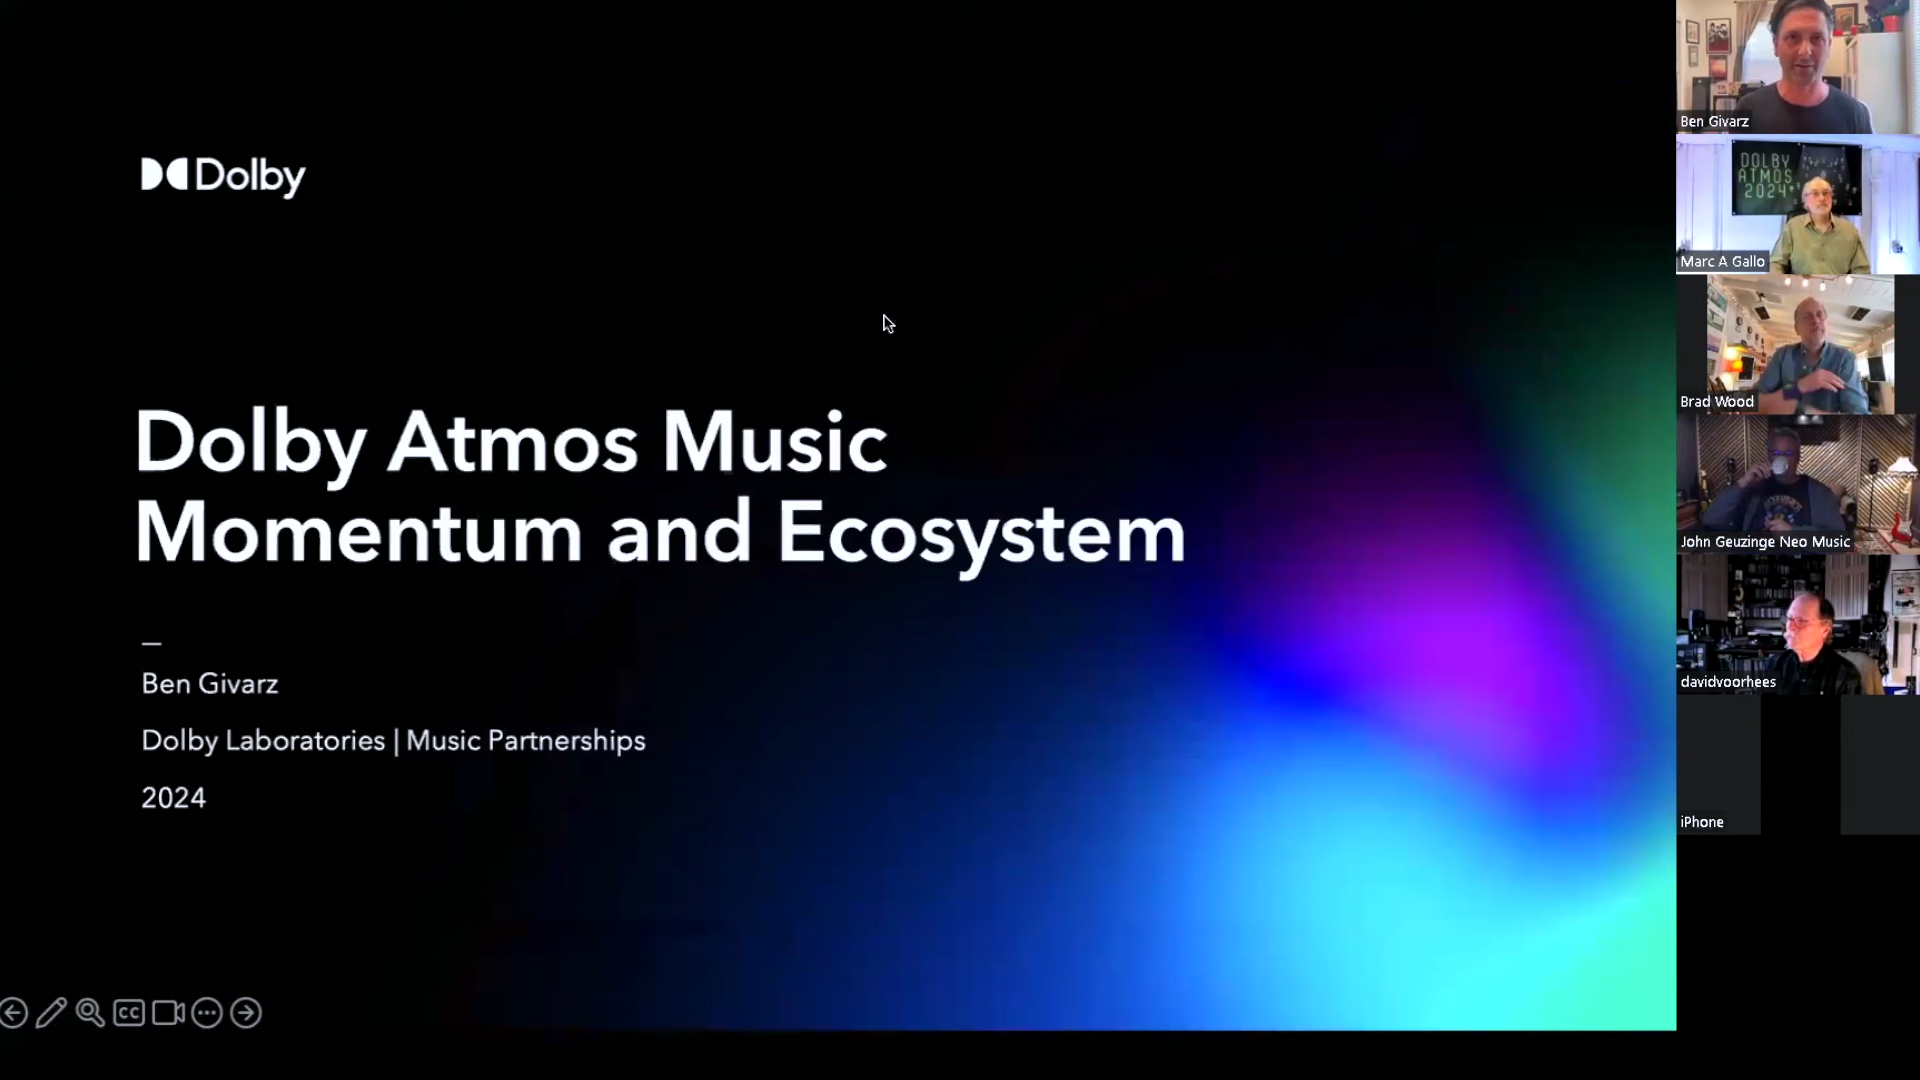 Dolby
Dolby Atmos Music
Momentum and Ecosystem
Ben Givarz
Dolby Laboratories | Music Partnerships
2024
CC
Ben Givarz
DOLBY
ATMOS
2024
Marc A Gallo
Brad Wood
John Geuzinge Neo Music
davidvoorhees
iPhone